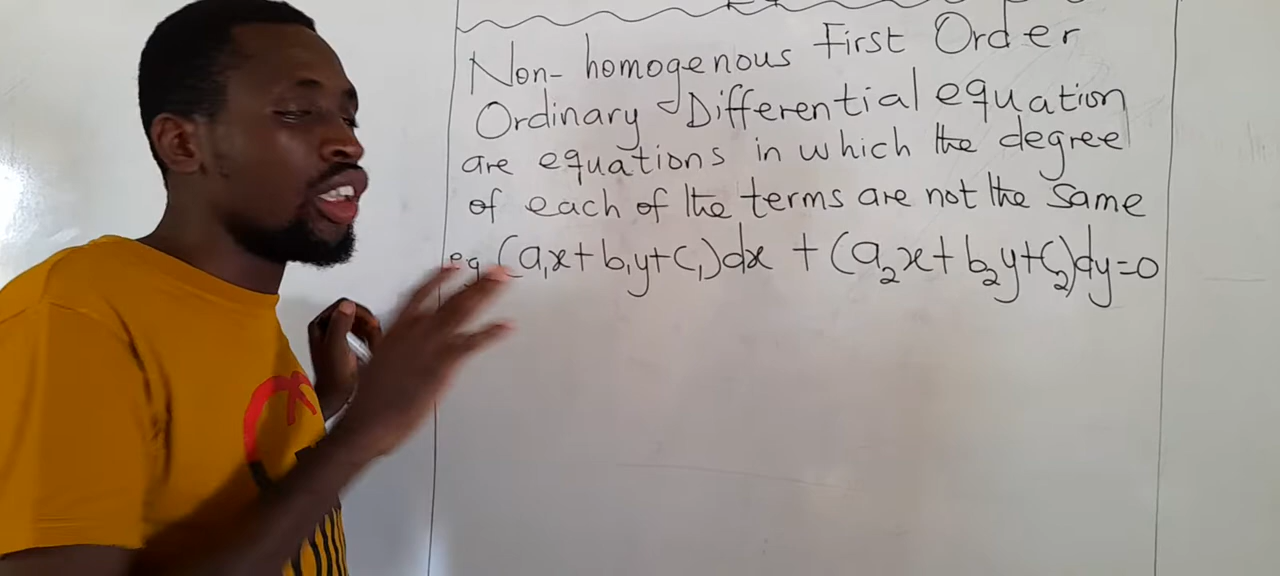 Non-homogenous First Order
Ordinary Differential equation
are equations in which the degree
of each of the terms are not the same
eg (a₁x+b₁y+c₁)dx + (a₂x+b₂y+c₂)dy=0